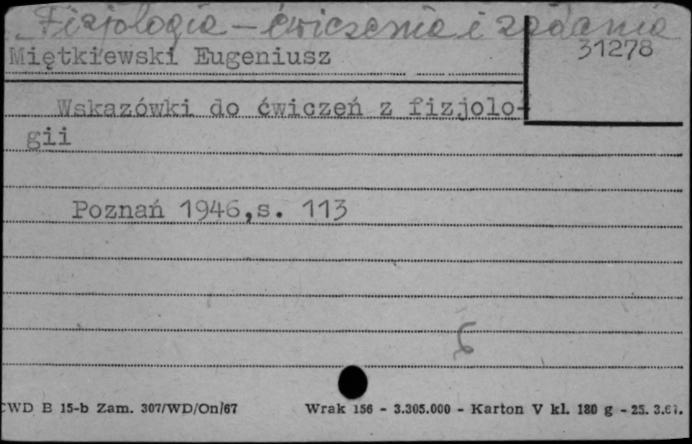 Fizjologia - ćwiczenia i zadania
Miętkiewski Eugeniusz
31278
Wskazówki do ćwiczeń z fizjolo-
gii
Poznań 1946,s. 113
CWD E 15-b Zam. 307/WD/On/67
Wrak 156 - 3.305.000 - Karton V kl. 180 g - 25. 3.67.